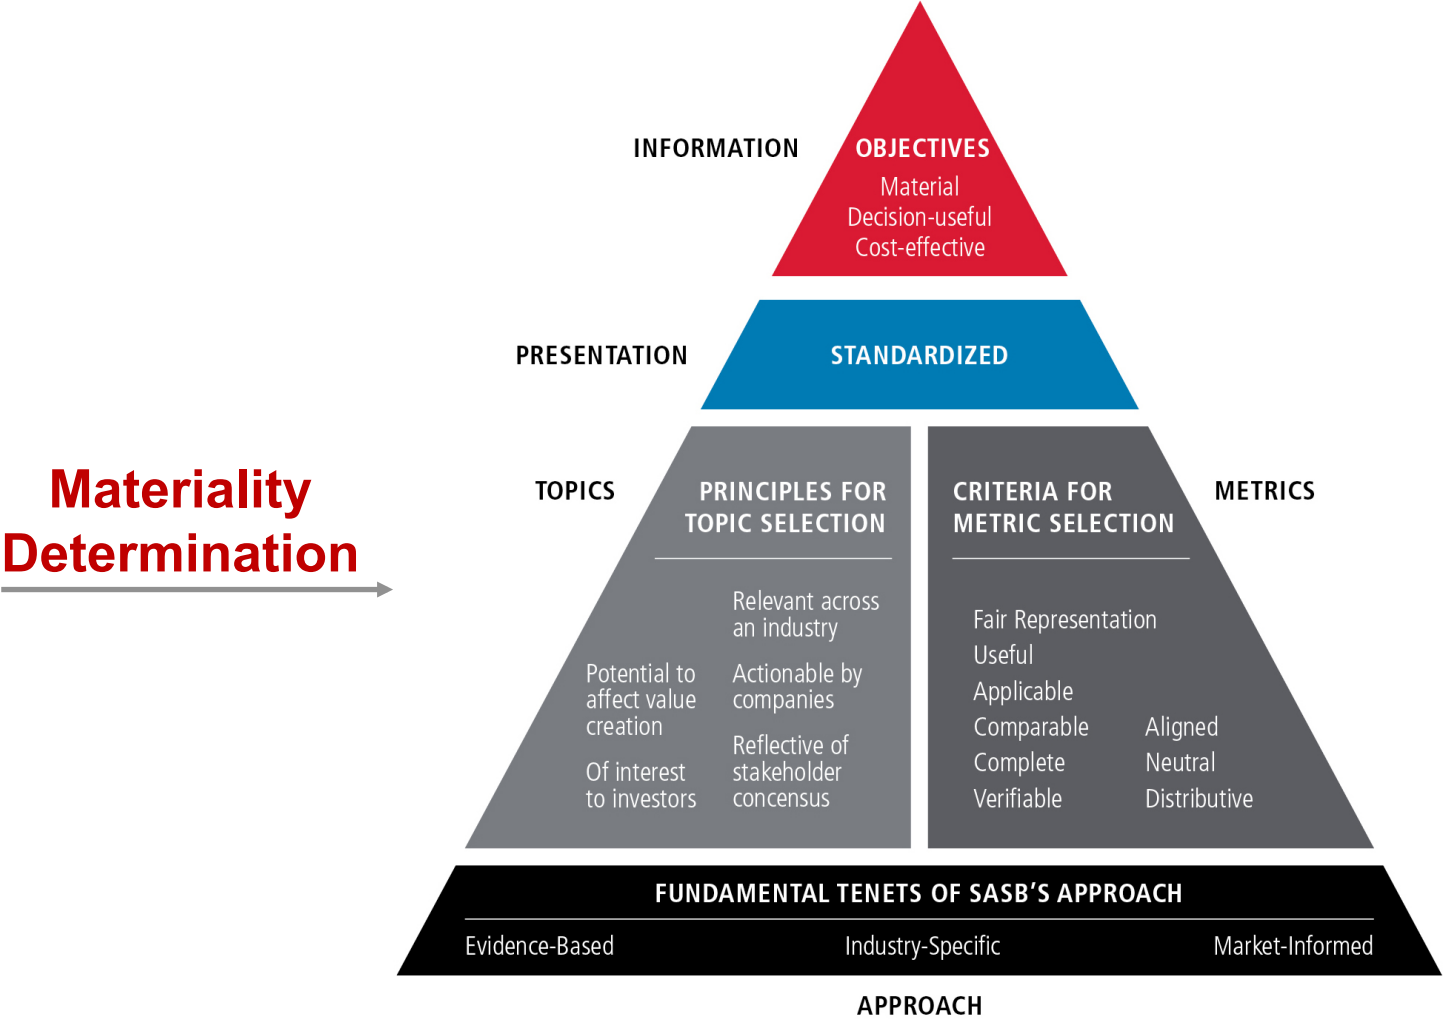 INFORMATION
OBJECTIVES
Material
Decision-useful
Cost-effective
PRESENTATION
STANDARDIZED
Materiality
Determination
TOPICS
PRINCIPLES FOR
TOPIC SELECTION
Potential to
affect value
creation
Of interest
to investors
Relevant across
an industry
Actionable by
companies
Reflective of
stakeholder
concensus
CRITERIA FOR
METRIC SELECTION
METRICS
Fair Representation
Useful
Applicable
Comparable
Complete
Verifiable
Aligned
Neutral
Distributive
FUNDAMENTAL TENETS OF SASB’S APPROACH
Evidence-Based
Industry-Specific
Market-Informed
APPROACH